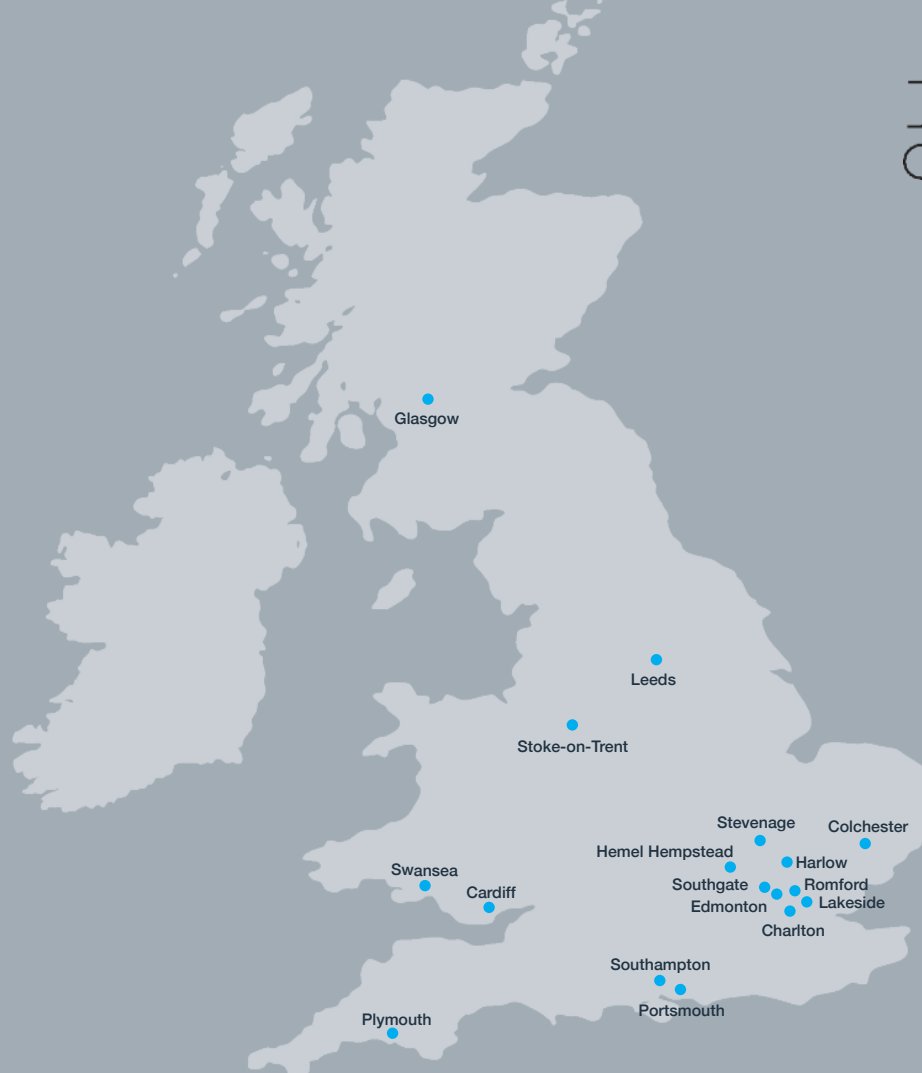 Glasgow
Leeds
Stoke-on-Trent
Stevenage
Colchester
Hemel Hempstead
Harlow
Swansea
Southgate
Romford
Cardiff
Edmonton
Lakeside
Charlton
Southampton
Portsmouth
Plymouth